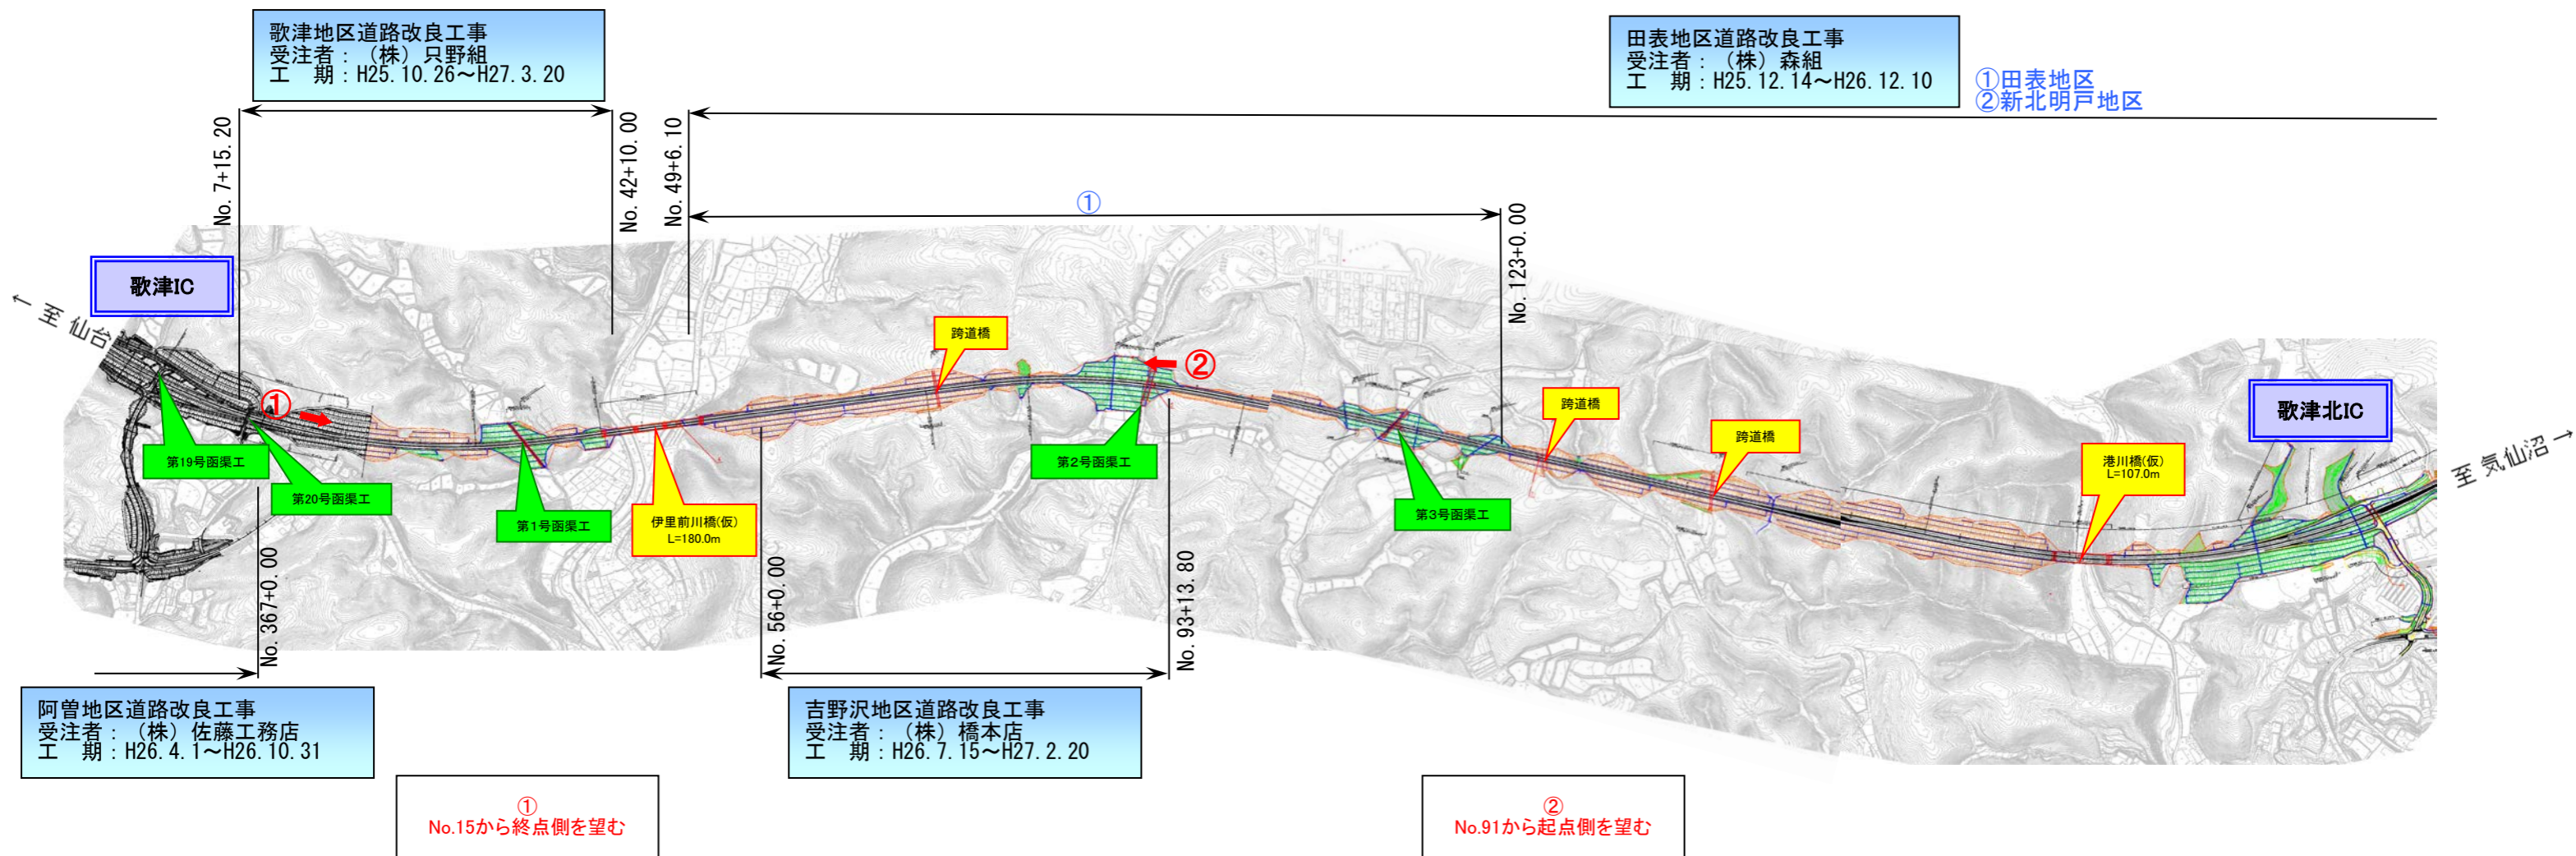 歌津地区道路改良工事
受注者：（株）只野組
工　期：H25.10.26～H27.3.20
田表地区道路改良工事
受注者：（株）森組
工　期：H25.12.14～H26.12.10
①田表地区
②新北明戸地区
No. 7+15. 20
No. 42+10. 00
No. 49+6. 10
①
No. 123+0. 00
歌津IC
← 至 仙台
跨道橋
②
①
跨道橋
跨道橋
歌津北IC
至 気仙沼 →
第19号函渠工
第20号函渠工
第1号函渠工
伊里前川橋(仮)
L=180.0m
第2号函渠工
第3号函渠工
港川橋(仮)
L=107.0m
No. 367+0. 00
No. 56+0. 00
No. 93+13. 80
阿曽地区道路改良工事
受注者：（株）佐藤工務店
工　期：H26.4.1～H26.10.31
吉野沢地区道路改良工事
受注者：（株）橋本店
工　期：H26.7.15～H27.2.20
①
No.15から終点側を望む
②
No.91から起点側を望む